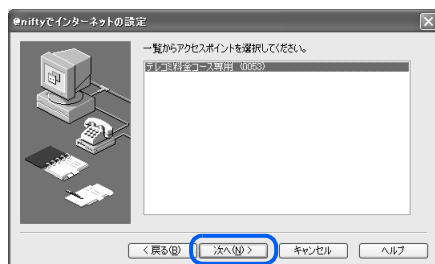 @niftyでインターネットの設定
一覧からアクセスポイントを選択してください。
テレコミ料金コース専用 (0053)
< 戻る(B)
次へ(N) >
キャンセル
ヘルプ